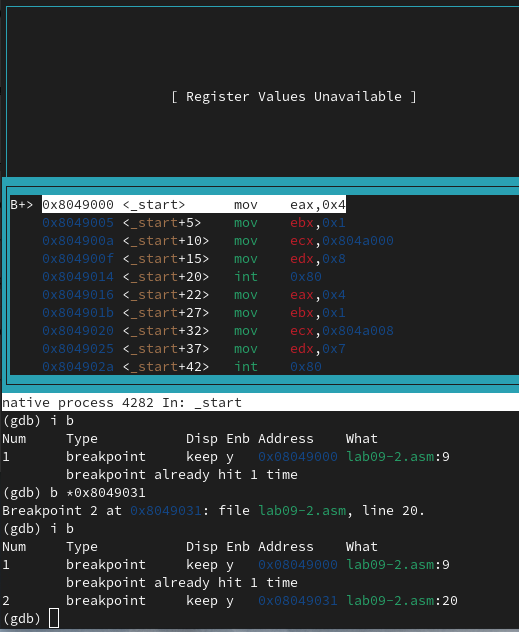 [ Register Values Unavailable ]
B+> 0x8049000 <_start> mov eax,0x4
0x8049005 <_start+5> mov ebx,0x1
0x804900a <_start+10> mov ecx,0x804a000
0x804900f <_start+15> mov edx,0x8
0x8049014 <_start+20> int 0x80
0x8049016 <_start+22> mov eax,0x4
0x804901b <_start+27> mov ebx,0x1
0x8049020 <_start+32> mov ecx,0x804a008
0x8049025 <_start+37> mov edx,0x7
0x804902a <_start+42> int 0x80
native process 4282 In: _start
(gdb) i b
Num Type Disp Enb Address What
1 breakpoint keep y 0x08049000 lab09-2.asm:9
breakpoint already hit 1 time
(gdb) b *0x8049031
Breakpoint 2 at 0x8049031: file lab09-2.asm, line 20.
(gdb) i b
Num Type Disp Enb Address What
1 breakpoint keep y 0x08049000 lab09-2.asm:9
breakpoint already hit 1 time
2 breakpoint keep y 0x08049031 lab09-2.asm:20
(gdb)